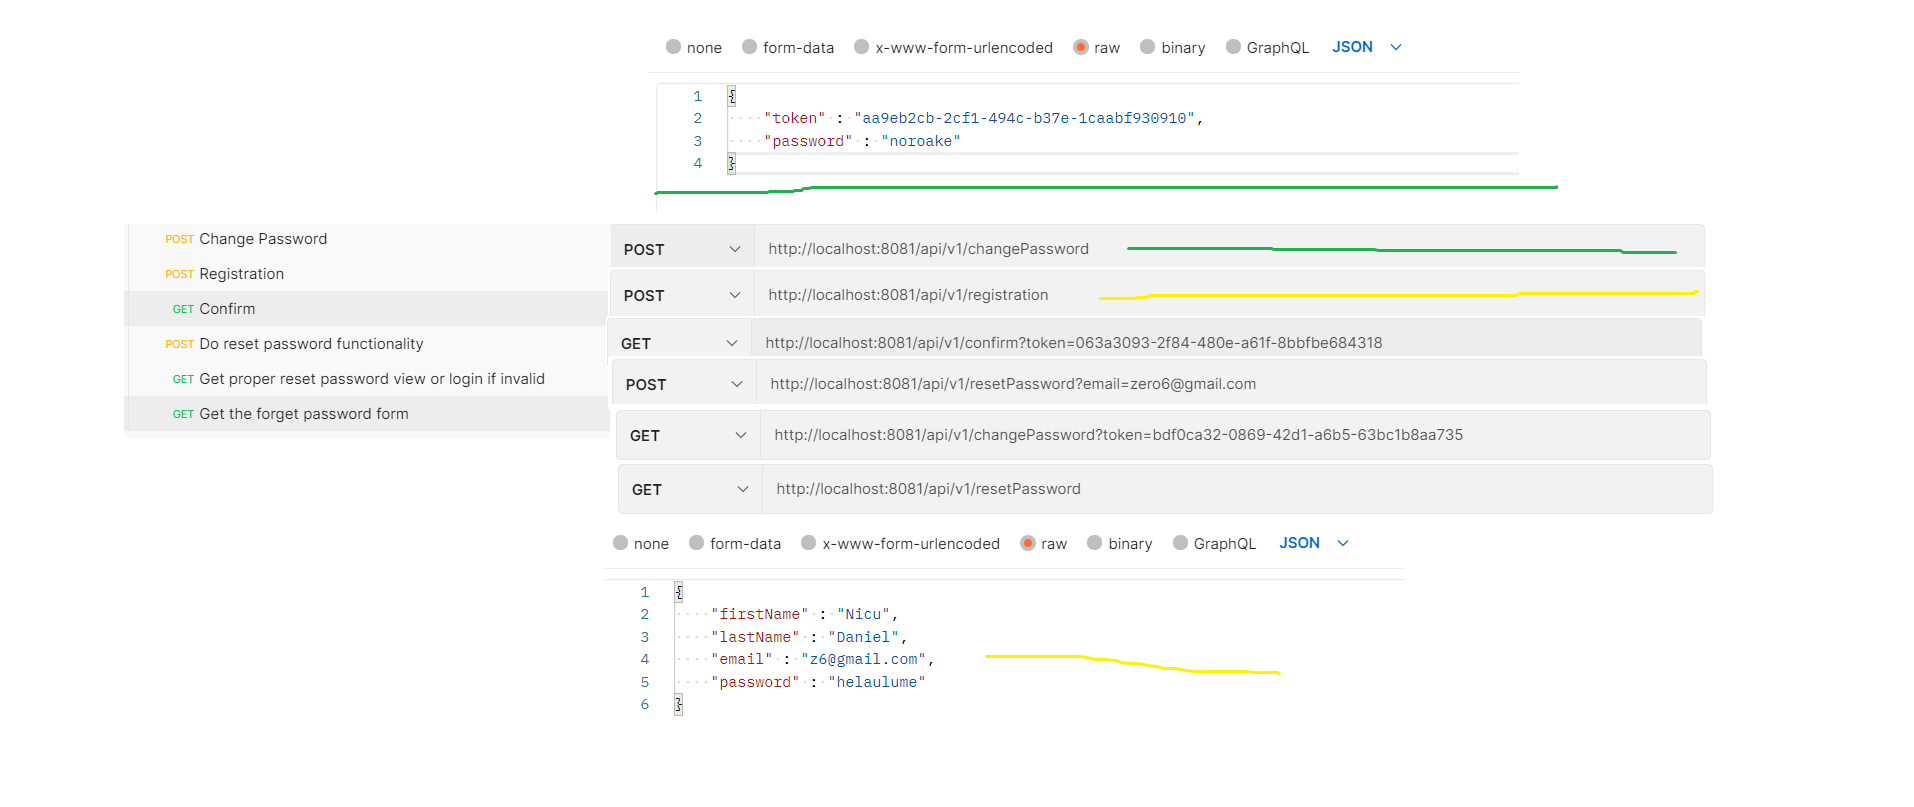 none form-data x-www-form-urlencoded raw binary GraphQL JSON
1 {
2 "token" : "aa9eb2cb-2cf1-494c-b37e-1caabf930910",
3 "password" : "noroake"
4 }
POST Change Password
POST Registration
GET Confirm
POST Do reset password functionality
GET Get proper reset password view or login if invalid
GET Get the forget password form
POST http://localhost:8081/api/v1/changePassword
POST http://localhost:8081/api/v1/registration
GET http://localhost:8081/api/v1/confirm?token=063a3093-2f84-480e-a61f-8bbfbe684318
POST http://localhost:8081/api/v1/resetPassword?email=zero6@gmail.com
GET http://localhost:8081/api/v1/changePassword?token=bdf0ca32-0869-42d1-a6b5-63bc1b8aa735
GET http://localhost:8081/api/v1/resetPassword
none form-data x-www-form-urlencoded raw binary GraphQL JSON
1 {
2 "firstName" : "Nicu",
3 "lastName" : "Daniel",
4 "email" : "z6@gmail.com",
5 "password" : "helaulume"
6 }